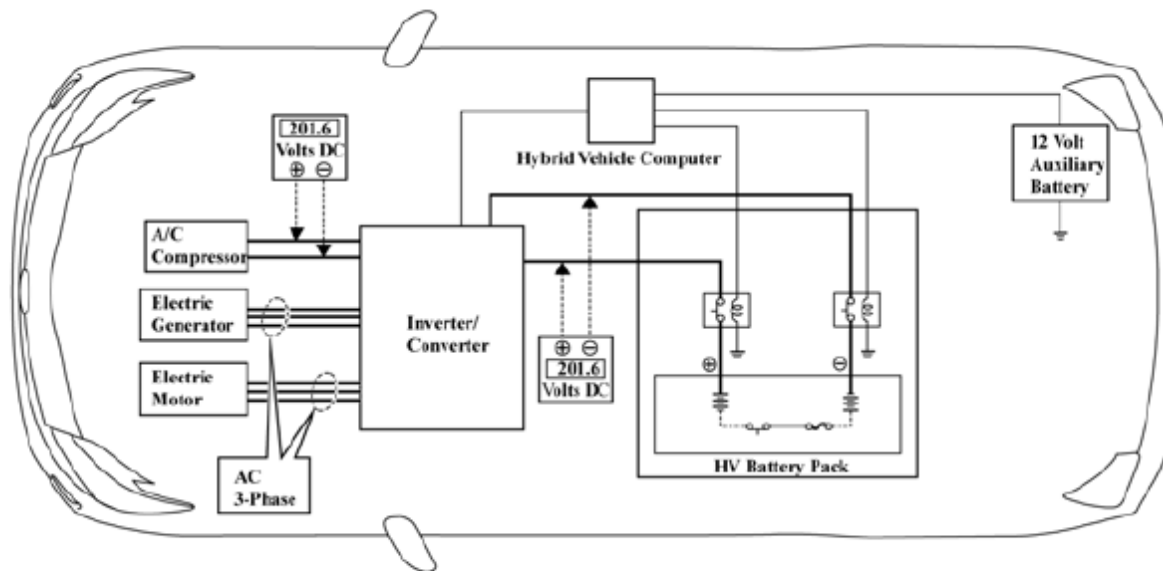 201.6
Volts DC
Hybrid Vehicle Computer
12 Volt
Auxiliary
Battery
A/C
Compressor
Electric
Generator
Inverter/
Converter
Electric
Motor
201.6
Volts DC
AC
3-Phase
HV Battery Pack